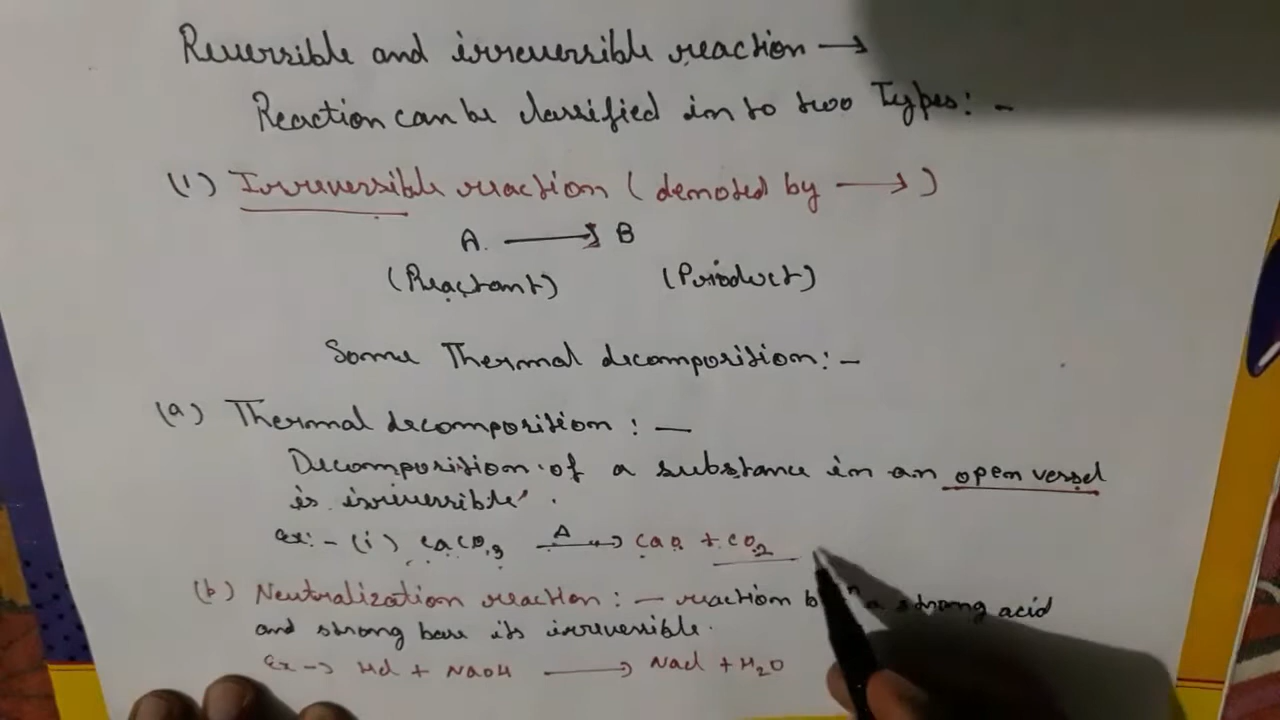 Reversible and irreversible reaction →
Reaction can be classified in to two Types: -
(1) Irreversible reaction (denoted by →)
A. → B
(Reactant) (Product)
Some Thermal decomposition: -
(a) Thermal decomposition: —
Decomposition of a substance in an open vessel
is irriversible.
ex: - (i) CaCO3 Δ→ CaO + CO2
(b) Neutralization reaction: — reaction a strong acid
and strong base its irreversible.
ex → Hcl + NaOH → Nacl + H2O